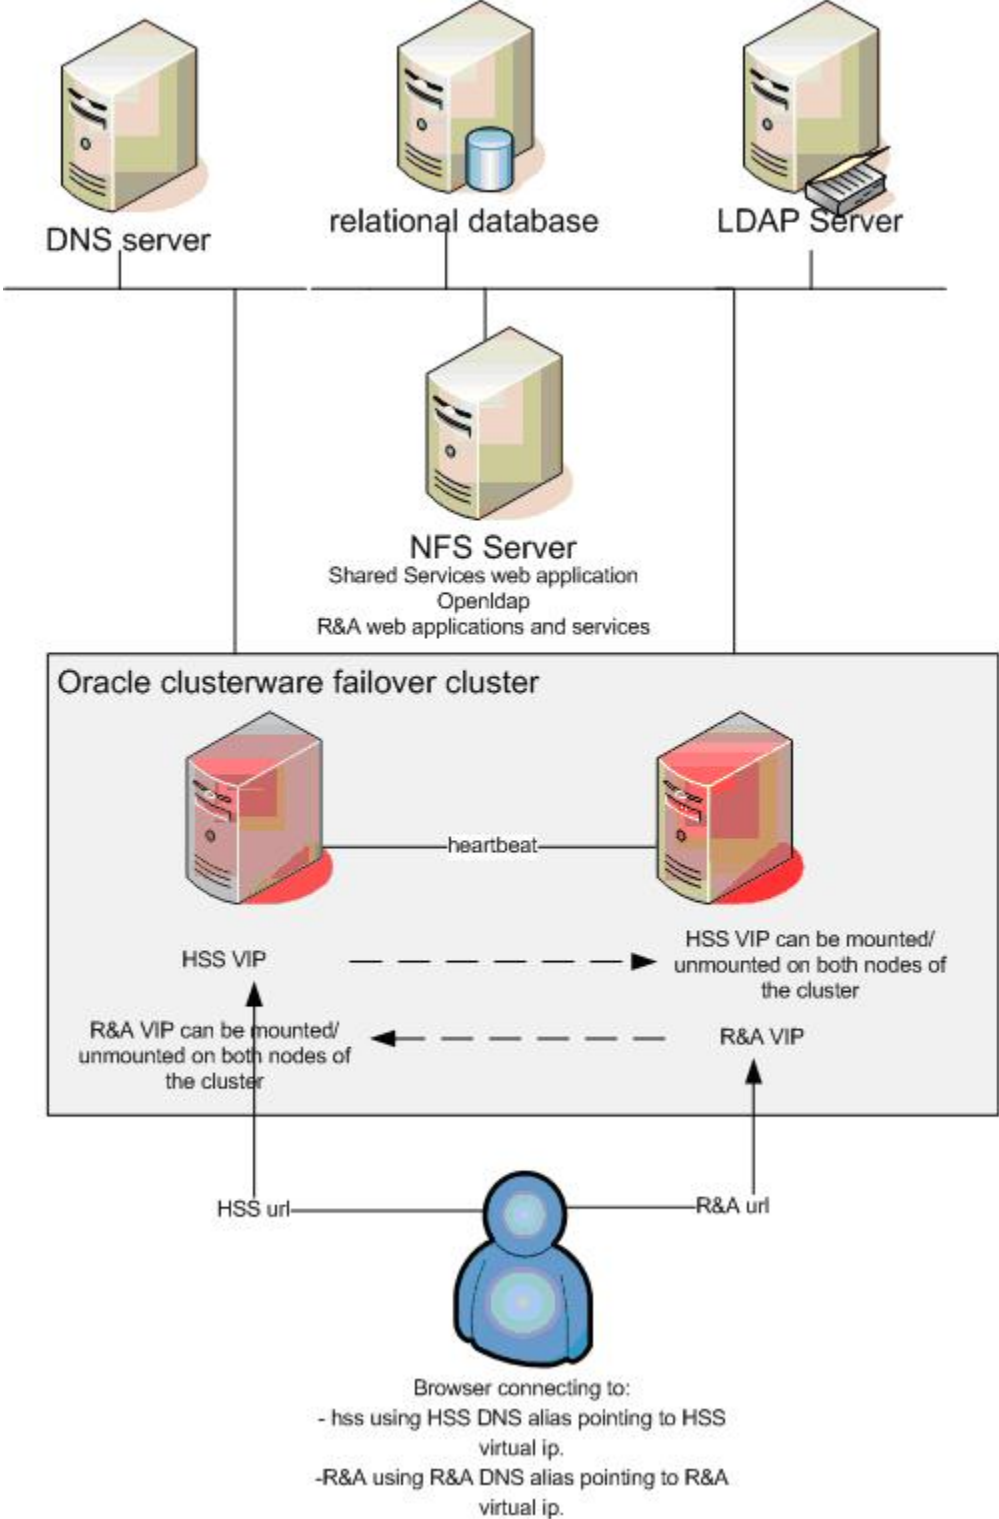 DNS server
relational database
LDAP Server
NFS Server
Shared Services web application
Openldap
R&A web applications and services
Oracle clusterware failover cluster
heartbeat
HSS VIP
HSS VIP can be mounted/
unmounted on both nodes of
the cluster
R&A VIP can be mounted/
unmounted on both nodes of
the cluster
R&A VIP
HSS url
R&A url
Browser connecting to:
- hss using HSS DNS alias pointing to HSS
virtual ip.
-R&A using R&A DNS alias pointing to R&A
virtual ip.